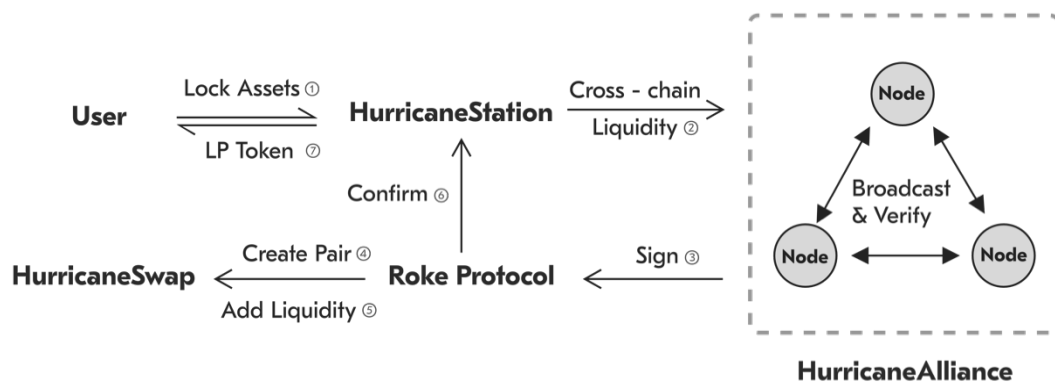 Node
Lock Assets ①
Cross - chain
User
HurricaneStation
LP Token ⑦
Liquidity ②
Confirm ⑥
Broadcast
& Verify
Create Pair ④
Sign ③
Node
Node
HurricaneSwap
Roke Protocol
Add Liquidity ⑤
HurricaneAlliance